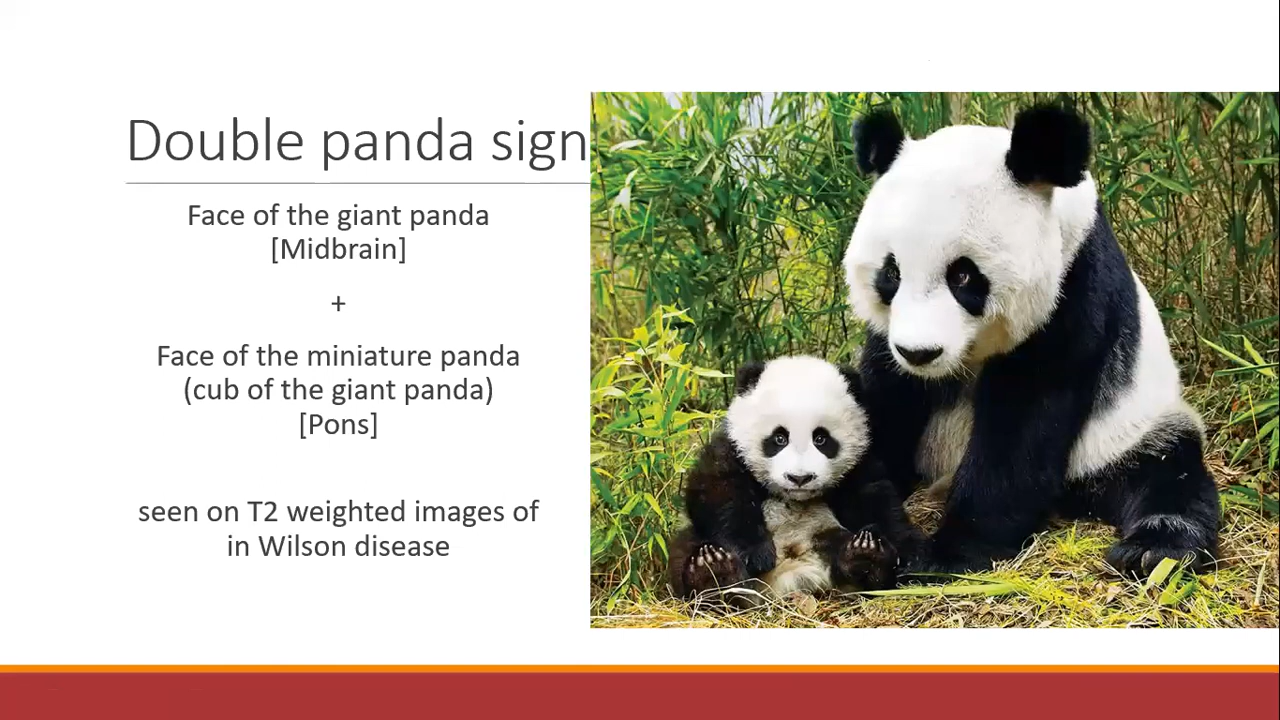 Double panda sign
Face of the giant panda
[Midbrain]
+
Face of the miniature panda
(cub of the giant panda)
[Pons]
seen on T2 weighted images of
in Wilson disease